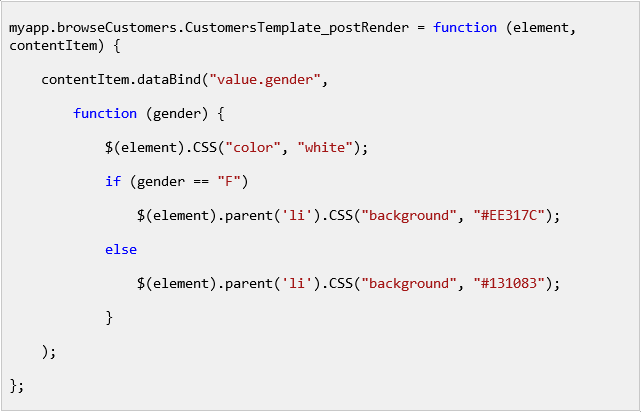 myapp.browseCustomers.CustomersTemplate_postRender = function (element,
contentItem) {
    contentItem.dataBind("value.gender",
        function (gender) {
            $(element).CSS("color", "white");
            if (gender == "F")
                $(element).parent('li').CSS("background", "#EE317C");
            else
                $(element).parent('li').CSS("background", "#131083");
            }
    );
};